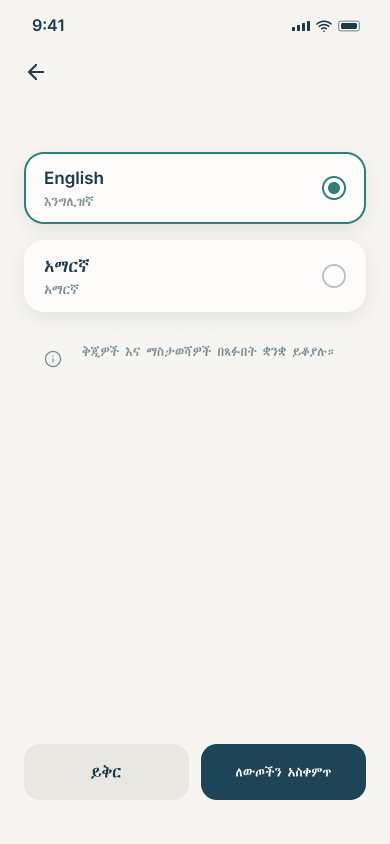 9:41
English
እንግሊዝኛ
አማርኛ
አማርኛ
ቅጂዎች እና ማስታወሻዎች በጻፉበት ቋንቋ ይቆያሉ።
ይቅር
ለውጦችን አስቀምጥ